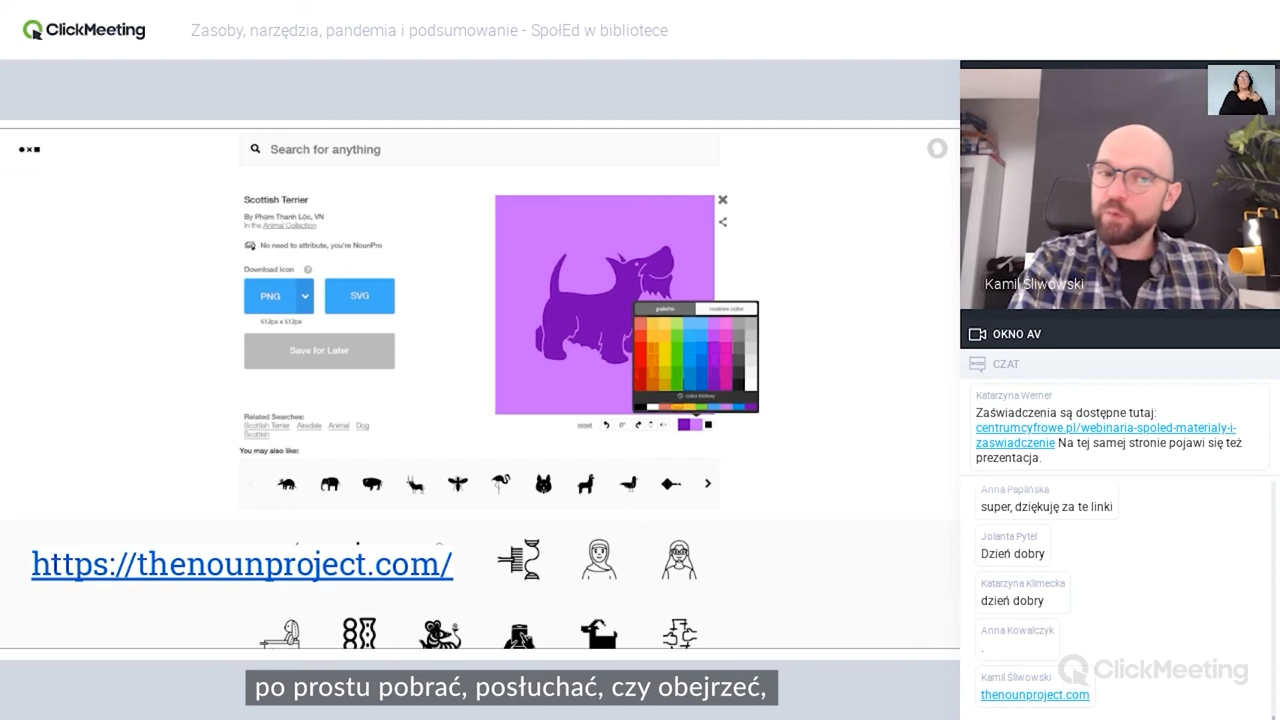 ClickMeeting
Zasoby, narzędzia, pandemia i podsumowanie - SpołEd w bibliotece
Search for anything
Scottish Terrier
By Phạm Thanh Lộc, VN
In the Animal Collection
No need to attribute, you're NounPro
Download Icon ?
PNG
SVG
512px x 512px
Save for Later
palette
custom color
color history
reset
0°
Related Searches:
Scottish Terrier Airedale Animal Dog
Scottish
You may also like:
https://thenounproject.com/
po prostu pobrać, posłuchać, czy obejrzeć,
Kamil Śliwowski
OKNO AV
CZAT
Katarzyna Werner
Zaświadczenia są dostępne tutaj:
centrumcyfrowe.pl/webinaria-spoled-materialy-i-
zaswiadczenie Na tej samej stronie pojawi się też
prezentacja.
Anna Paplińska
super, dziękuję za te linki
Jolanta Pytel
Dzień dobry
Katarzyna Klimecka
dzień dobry
Anna Kowalczyk
.
Kamil Śliwowski
thenounproject.com
ClickMeeting